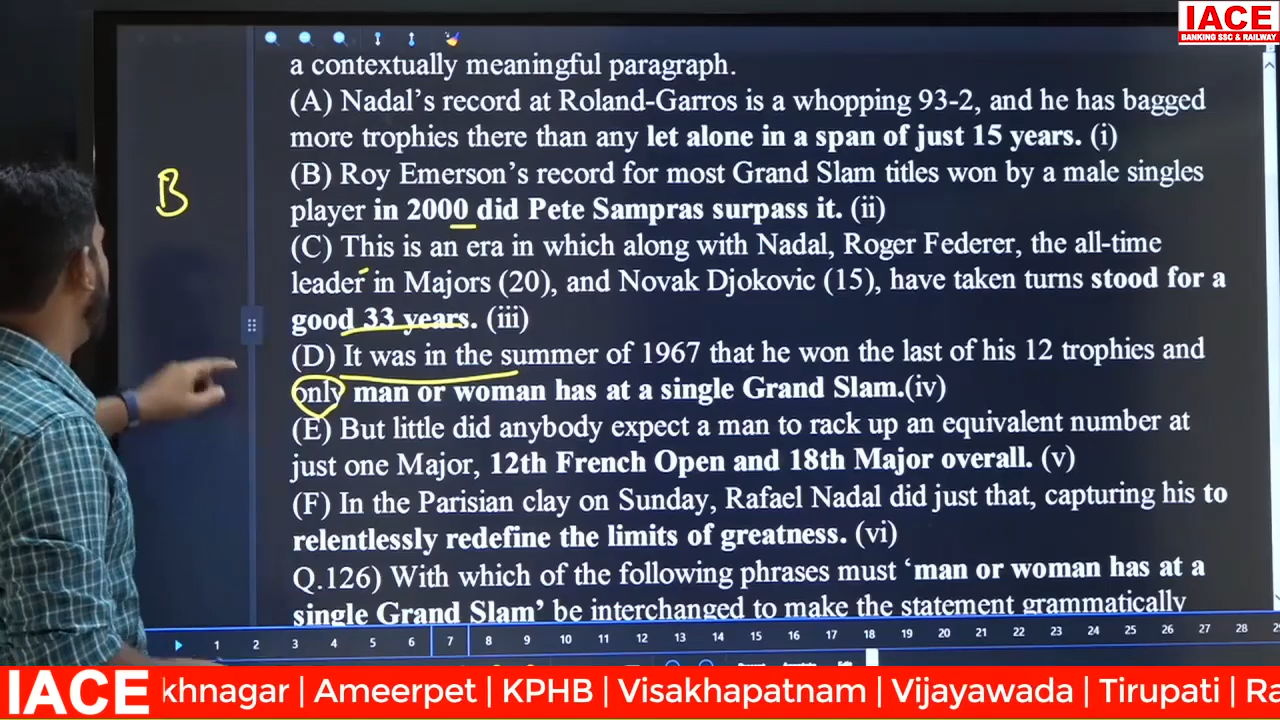 IACE
BANKING SSC & RAILWAY
a contextually meaningful paragraph.
(A) Nadal’s record at Roland-Garros is a whopping 93-2, and he has bagged
more trophies there than any let alone in a span of just 15 years. (i)
(B) Roy Emerson’s record for most Grand Slam titles won by a male singles
player in 2000 did Pete Sampras surpass it. (ii)
(C) This is an era in which along with Nadal, Roger Federer, the all-time
leader in Majors (20), and Novak Djokovic (15), have taken turns stood for a
good 33 years. (iii)
(D) It was in the summer of 1967 that he won the last of his 12 trophies and
only man or woman has at a single Grand Slam.(iv)
(E) But little did anybody expect a man to rack up an equivalent number at
just one Major, 12th French Open and 18th Major overall. (v)
(F) In the Parisian clay on Sunday, Rafael Nadal did just that, capturing his to
relentlessly redefine the limits of greatness. (vi)
Q.126) With which of the following phrases must ‘man or woman has at a
single Grand Slam’ be interchanged to make the statement grammatically
B
1 2 3 4 5 6 7 8 9 10 11 12 13 14 15 16 17 18 19 20 21 22 23 24 25 26 27 28
IACE khnagar | Ameerpet | KPHB | Visakhapatnam | Vijayawada | Tirupati | Ra